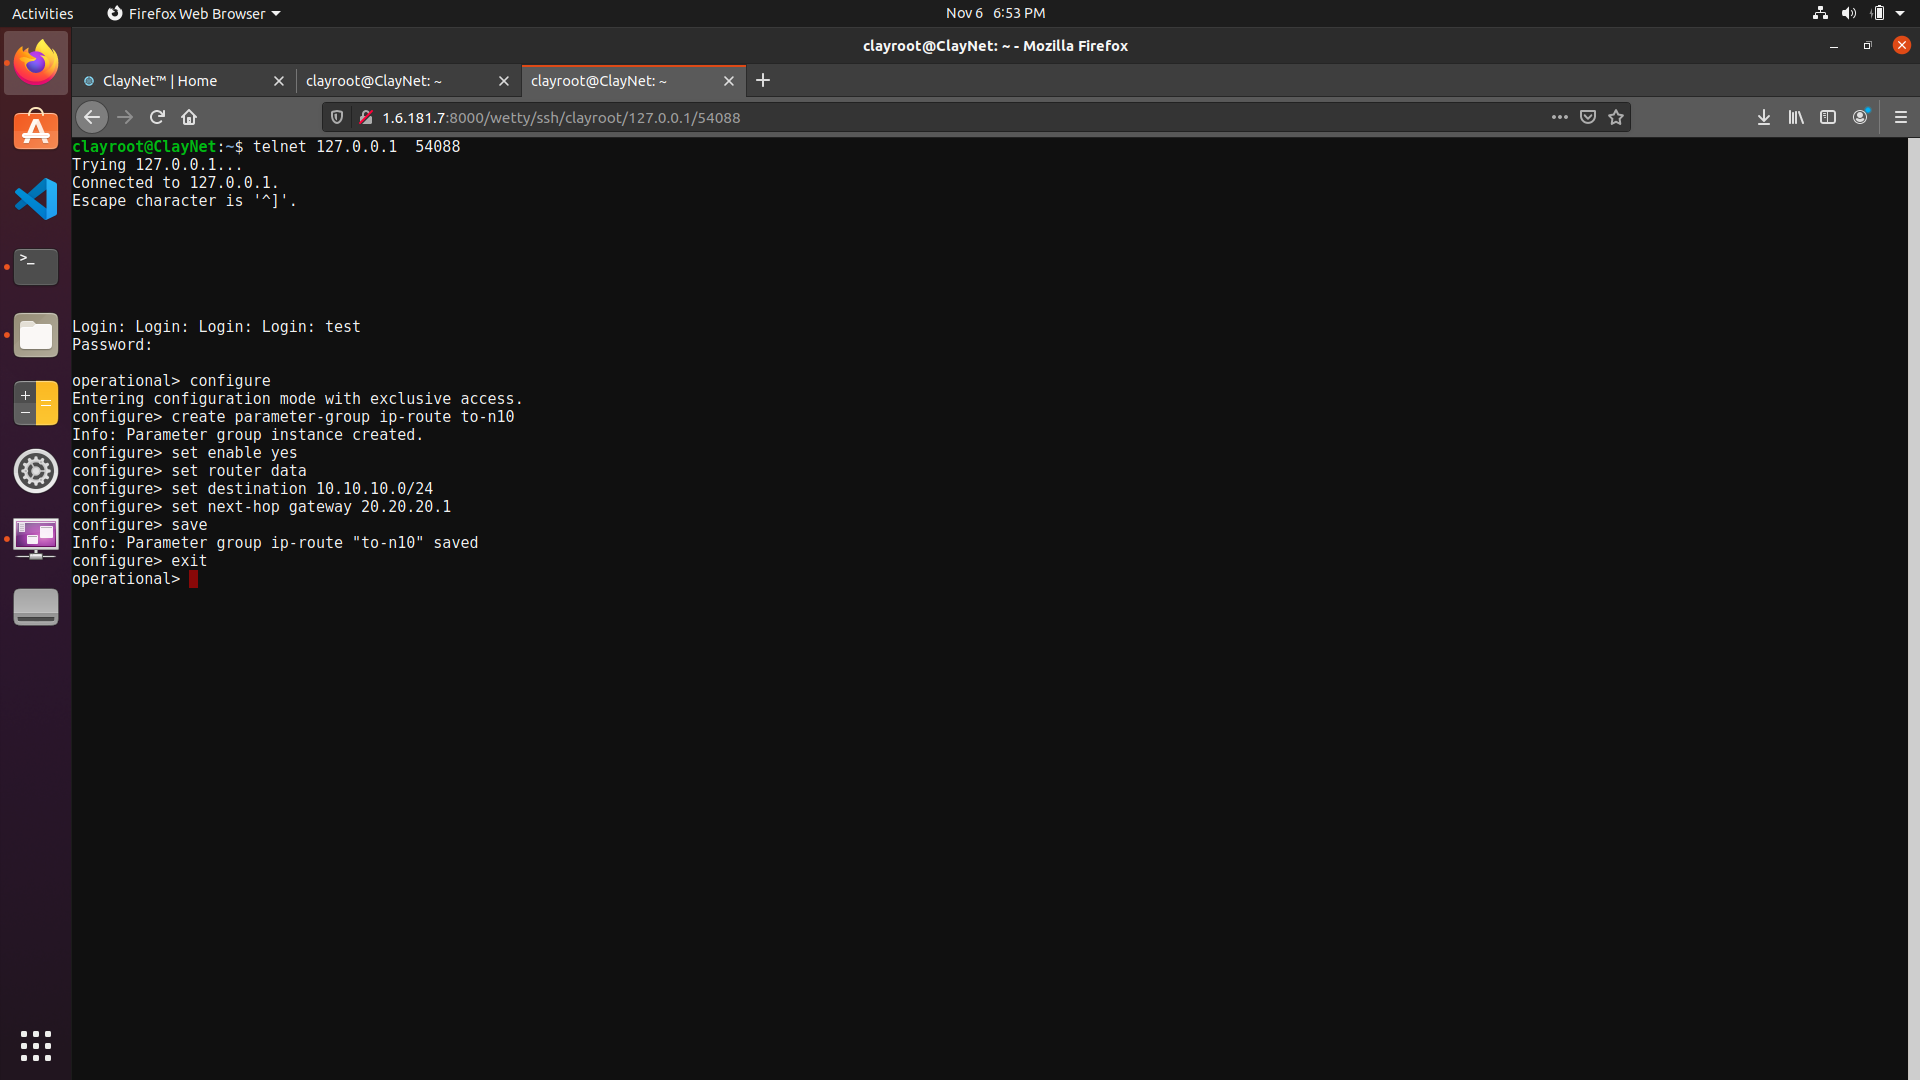 Activities
Firefox Web Browser
Nov 6 6:53 PM
clayroot@ClayNet: ~ - Mozilla Firefox
ClayNet™ | Home
clayroot@ClayNet: ~
clayroot@ClayNet: ~
1.6.181.7:8000/wetty/ssh/clayroot/127.0.0.1/54088
clayroot@ClayNet:~$ telnet 127.0.0.1  54088
Trying 127.0.0.1...
Connected to 127.0.0.1.
Escape character is '^]'.
Login: Login: Login: Login: test
Password:
operational> configure
Entering configuration mode with exclusive access.
configure> create parameter-group ip-route to-n10
Info: Parameter group instance created.
configure> set enable yes
configure> set router data
configure> set destination 10.10.10.0/24
configure> set next-hop gateway 20.20.20.1
configure> save
Info: Parameter group ip-route "to-n10" saved
configure> exit
operational>